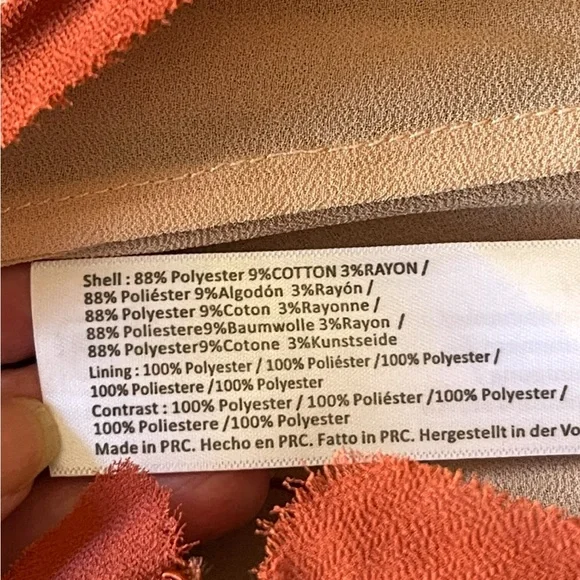 Shell : 88% Polyester 9%COTTON 3%RAYON /
88% Poliéster 9%Algodón 3%Rayón /
88% Polyester 9%Coton 3%Rayonne /
88% Poliestere9%Baumwolle 3%Rayon /
88% Polyester9%Cotone 3%Kunstseide
Lining : 100% Polyester / 100% Poliéster /100% Polyester /
100% Poliestere /100% Polyester
Contrast : 100% Polyester / 100% Poliéster /100% Polyester /
100% Poliestere /100% Polyester
Made in PRC. Hecho en PRC. Fatto in PRC. Hergestellt in der